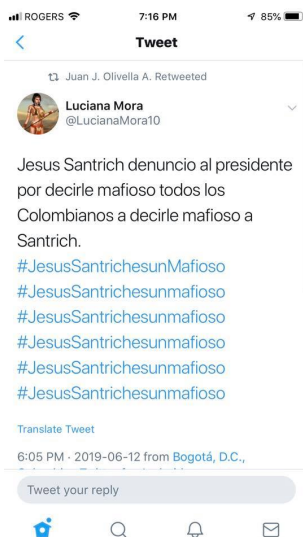 ROGERS 7:16 PM 85%
Tweet
Juan J. Olivella A. Retweeted
Luciana Mora
@LucianaMora10
Jesus Santrich denuncio al presidente
por decirle mafioso todos los
Colombianos a decirle mafioso a
Santrich.
#JesusSantrichesunMafioso
#JesusSantrichesunmafioso
#JesusSantrichesunmafioso
#JesusSantrichesunmafioso
#JesusSantrichesunmafioso
#JesusSantrichesunmafioso
Translate Tweet
6:05 PM · 2019-06-12 from Bogotá, D.C.,
Tweet your reply